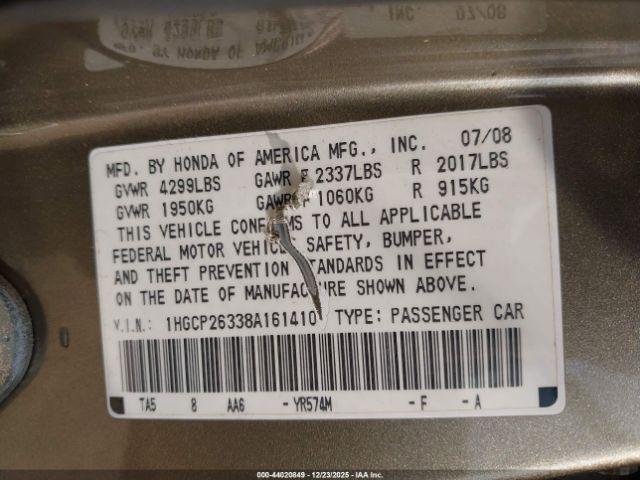 MFD. BY HONDA OF AMERICA MFG., INC. 07/08
GVWR 4299LBS GAWR F 2337LBS R 2017LBS
GVWR 1950KG GAWR F 1060KG R 915KG
THIS VEHICLE CONFORMS TO ALL APPLICABLE
FEDERAL MOTOR VEHICLE SAFETY, BUMPER,
AND THEFT PREVENTION STANDARDS IN EFFECT
ON THE DATE OF MANUFACTURE SHOWN ABOVE.
V.I.N.: 1HGCP26338A161410 TYPE: PASSENGER CAR
TA5 8 AA6 -YR574M -F -A
00-44020849 - 12/23/2025 - IAA Inc.